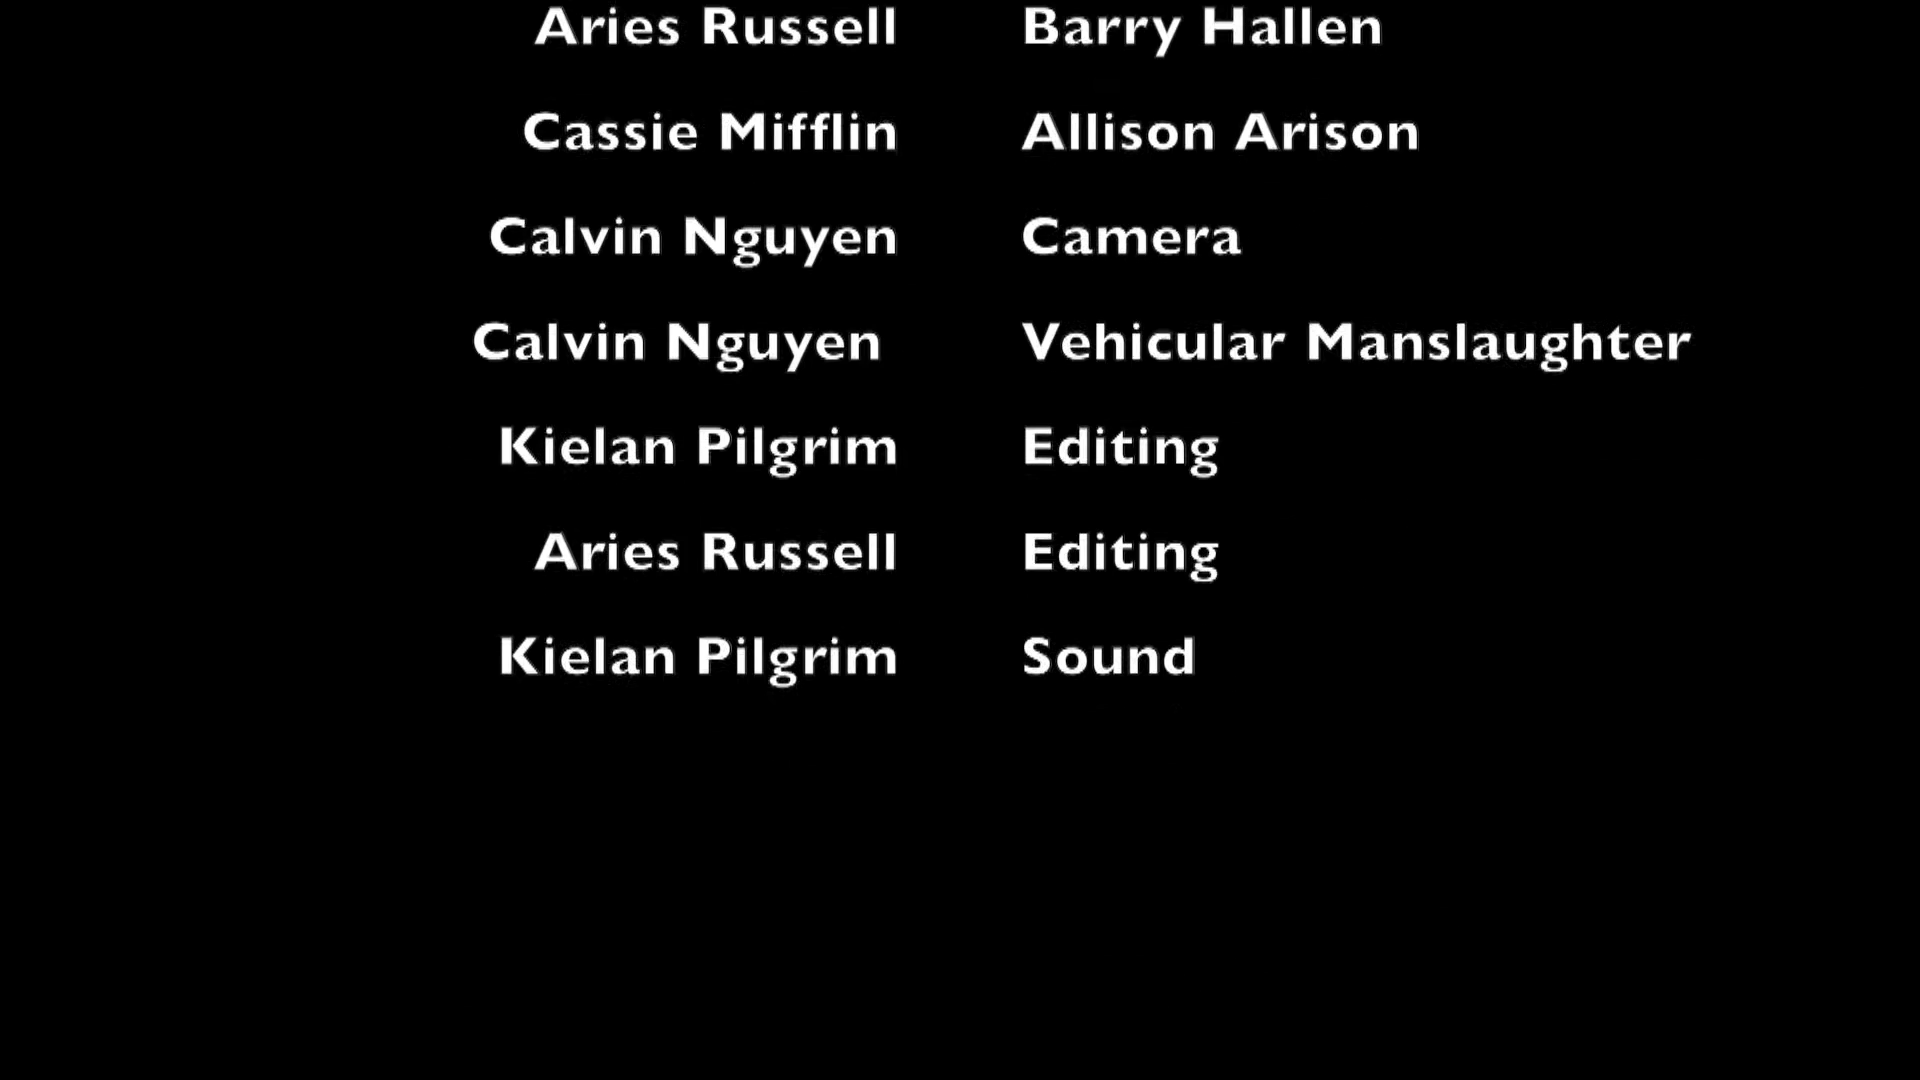 Aries Russell Barry Hallen
Cassie Mifflin Allison Arison
Calvin Nguyen Camera
Calvin Nguyen Vehicular Manslaughter
Kielan Pilgrim Editing
Aries Russell Editing
Kielan Pilgrim Sound